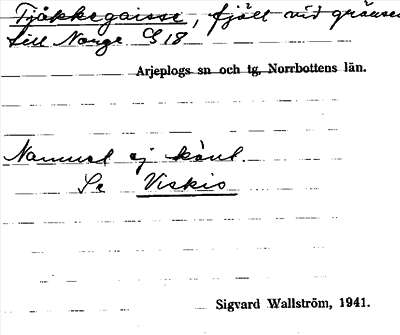 Tjåkkegaisse, fjäll vid gränsen
till Norge G 18
Arjeplogs sn och tg, Norrbottens län.
Namnet ej känt.
Se Viskis
Sigvard Wallström, 1941.